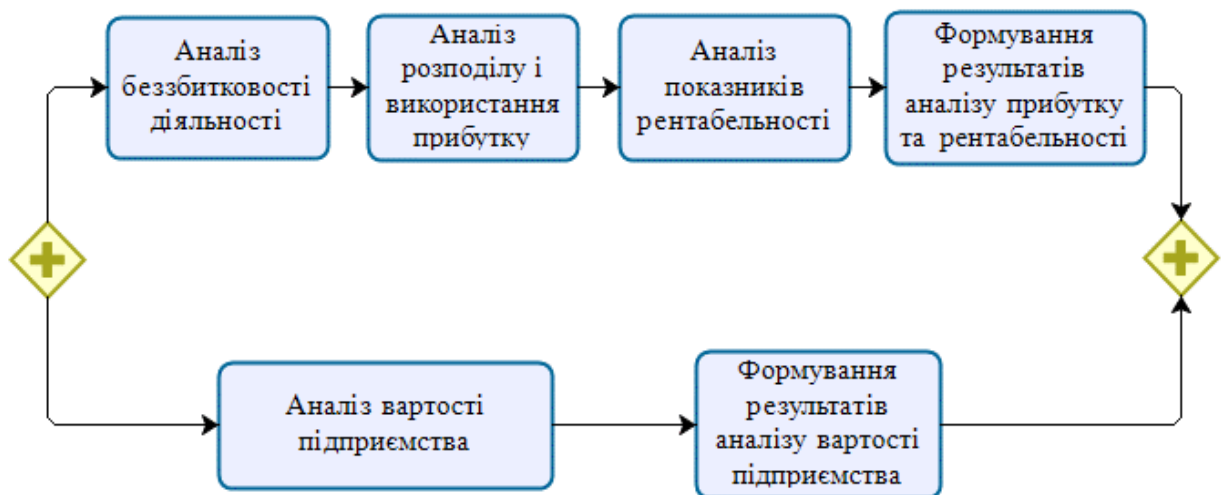 Аналіз
беззбитковості
діяльності
Аналіз
розподілу і
використання
прибутку
Аналіз
показників
рентабельності
Формування
результатів
аналізу прибутку
та рентабельності
Аналіз вартості
підприємства
Формування
результатів
аналізу вартості
підприємства